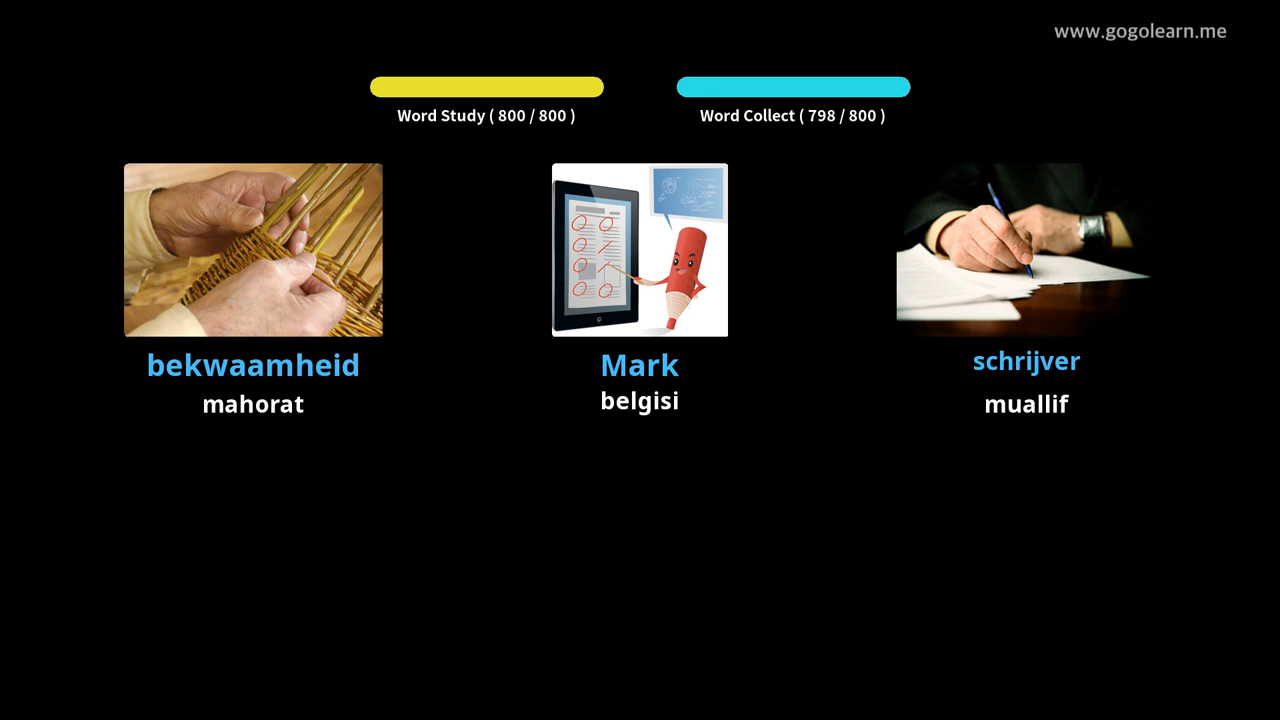 www.gogolearn.me
Word Study ( 800 / 800 )
Word Collect ( 798 / 800 )
bekwaamheid
mahorat
Mark
belgisi
schrijver
muallif